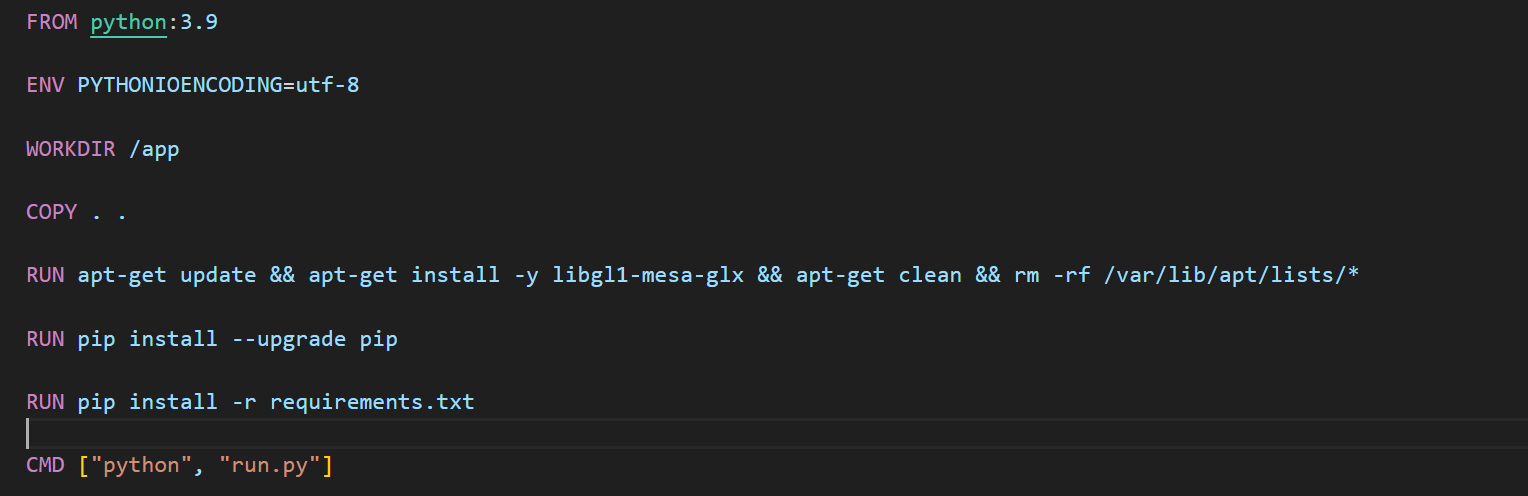 FROM python:3.9
ENV PYTHONIOENCODING=utf-8
WORKDIR /app
COPY . .
RUN apt-get update && apt-get install -y libgl1-mesa-glx && apt-get clean && rm -rf /var/lib/apt/lists/*
RUN pip install --upgrade pip
RUN pip install -r requirements.txt
CMD ["python", "run.py"]